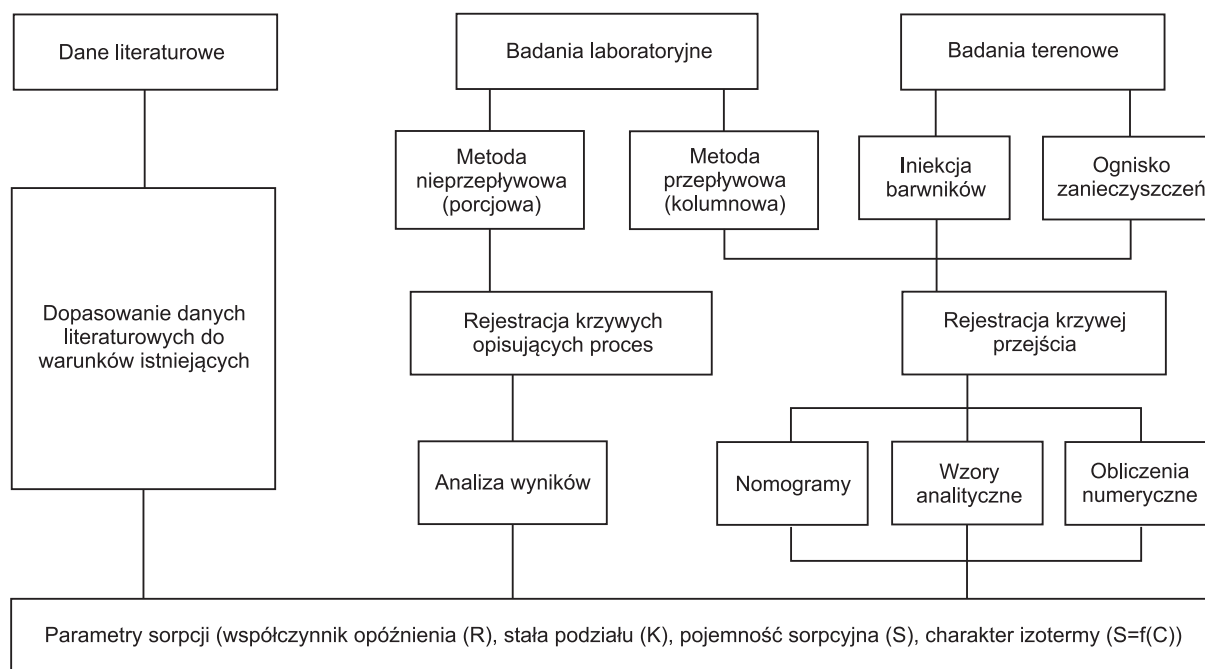 Dane literaturowe
Badania laboratoryjne
Badania terenowe
Metoda
nieprzepływowa
(porcjowa)
Metoda
przepływowa
(kolumnowa)
Iniekcja
barwników
Ognisko
zanieczyszczeń
Dopasowanie danych
literaturowych do
warunków istniejących
Rejestracja krzywych
opisujących proces
Rejestracja krzywej
przejścia
Analiza wyników
Nomogramy
Wzory
analityczne
Obliczenia
numeryczne
Parametry sorpcji (współczynnik opóźnienia (R), stała podziału (K), pojemność sorpcyjna (S), charakter izotermy (S=f(C))